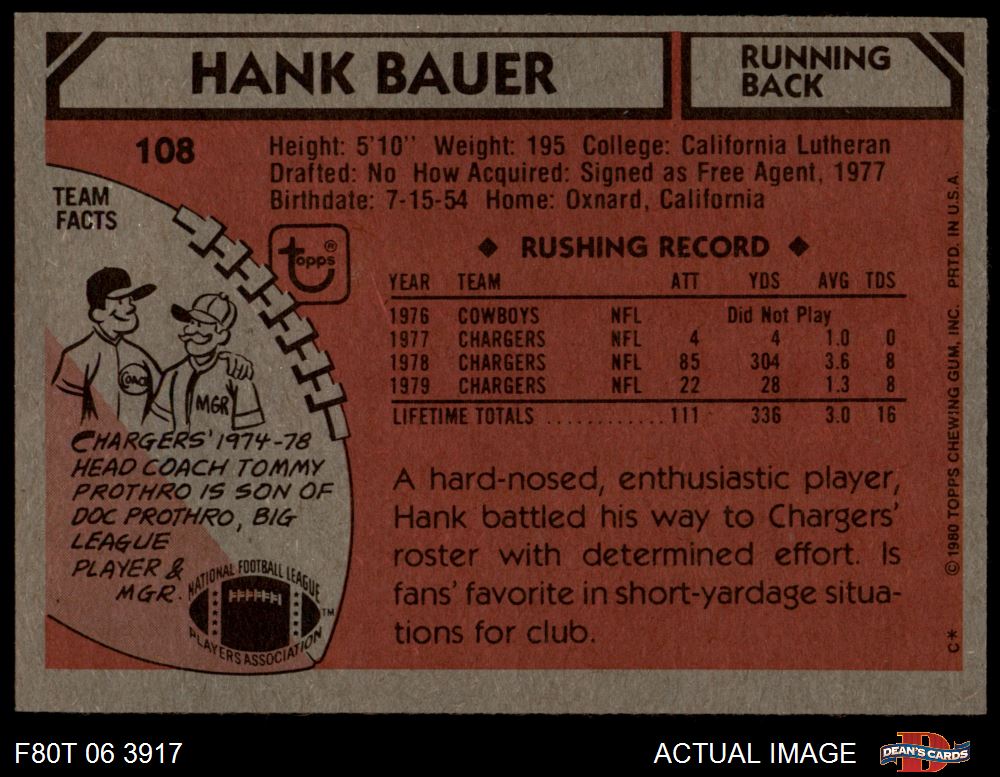 HANK BAUER
RUNNING
BACK
108
Height: 5'10'' Weight: 195 College: California Lutheran
Drafted: No How Acquired: Signed as Free Agent, 1977
Birthdate: 7-15-54 Home: Oxnard, California
TEAM
FACTS
topps®
◆ RUSHING RECORD ◆
YEAR TEAM ATT YDS AVG TDS
1976 COWBOYS NFL Did Not Play
1977 CHARGERS NFL 4 4 1.0 0
1978 CHARGERS NFL 85 304 3.6 8
1979 CHARGERS NFL 22 28 1.3 8
LIFETIME TOTALS ............ 111 336 3.0 16
COACH
MGR
CHARGERS' 1974-78
HEAD COACH TOMMY
PROTHRO IS SON OF
DOC PROTHRO, BIG
LEAGUE
PLAYER &
MGR.
NATIONAL FOOTBALL LEAGUE
PLAYERS ASSOCIATION
TM
A hard-nosed, enthusiastic player,
Hank battled his way to Chargers'
roster with determined effort. Is
fans' favorite in short-yardage situa-
tions for club.
C* © 1980 TOPPS CHEWING GUM, INC. PRTD. IN U.S.A.
F80T 06 3917
ACTUAL IMAGE
D
DEAN'S CARDS